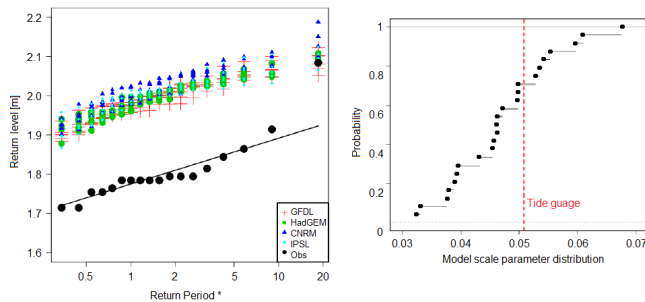 2.2
2.1
2.0
1.9
1.8
1.7
1.6
Return level [m]
0.5
1
2
5
10
20
Return Period *
GFDL
HadGEM
CNRM
IPSL
Obs
1
0.8
0.6
0.4
0.2
0
Probability
Tide guage
0.03
0.04
0.05
0.06
0.07
Model scale parameter distribution